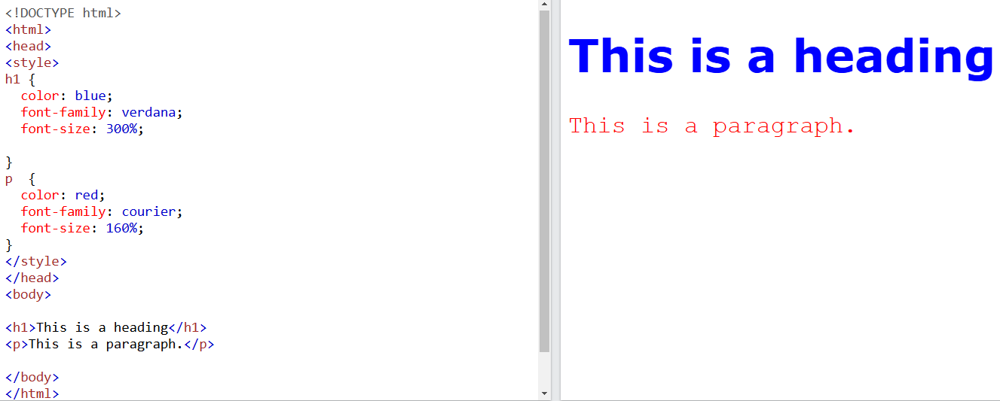 <!DOCTYPE html>
<html>
<head>
<style>
h1 {
  color: blue;
  font-family: verdana;
  font-size: 300%;

}
p  {
  color: red;
  font-family: courier;
  font-size: 160%;
}
</style>
</head>
<body>

<h1>This is a heading</h1>
<p>This is a paragraph.</p>

</body>
</html>
This is a heading
This is a paragraph.